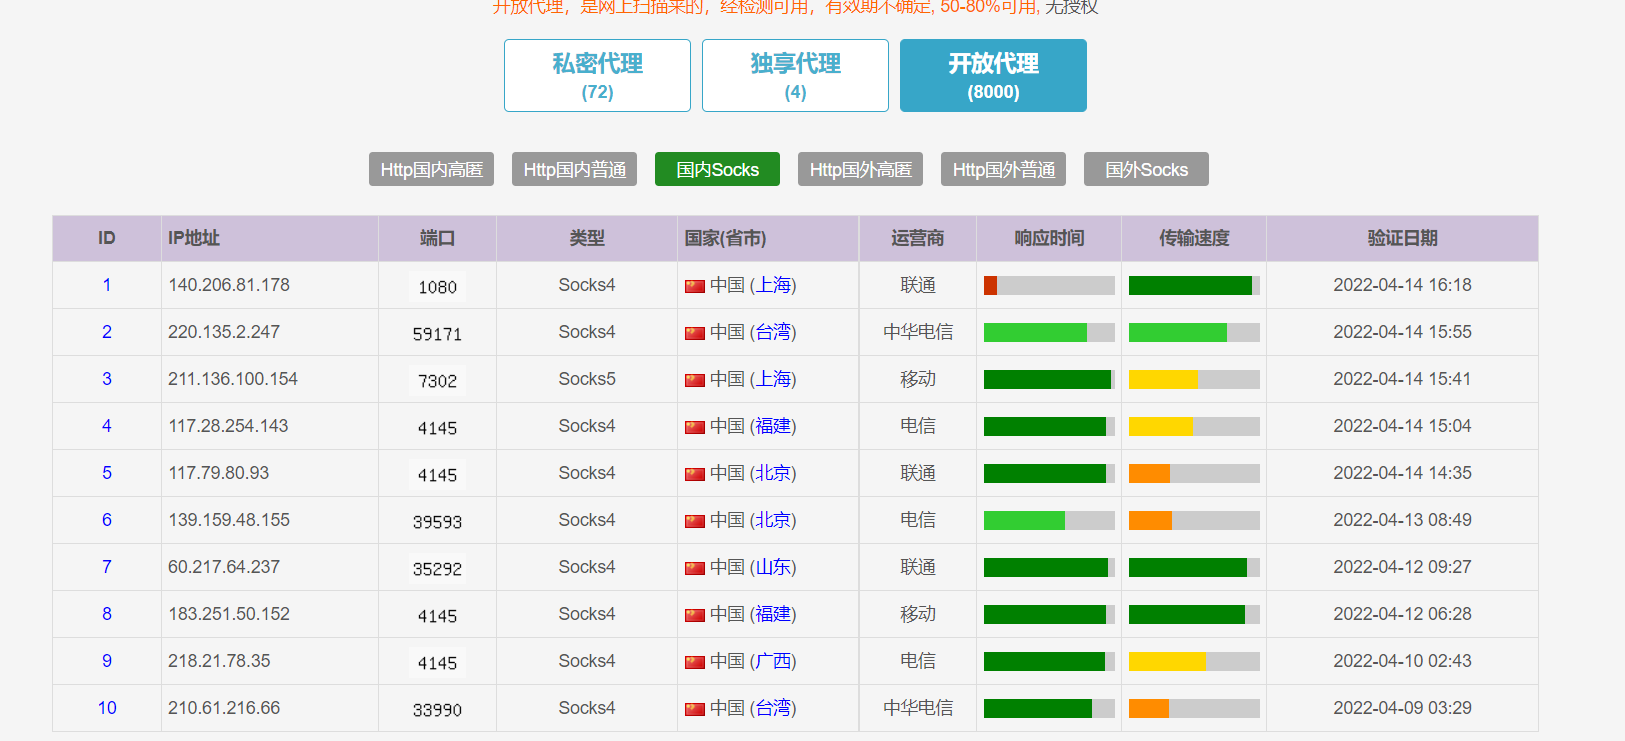 开放代理，是网上扫描来的，经检测可用，有效期不确定, 50-80%可用, 无授权
私密代理 独享代理 开放代理
(72) (4) (8000)
Http国内高匿 Http国内普通 国内Socks Http国外高匿 Http国外普通 国外Socks
ID IP地址 端口 类型 国家(省市) 运营商 响应时间 传输速度 验证日期
1 140.206.81.178 1080 Socks4 中国 (上海) 联通 2022-04-14 16:18
2 220.135.2.247 59171 Socks4 中国 (台湾) 中华电信 2022-04-14 15:55
3 211.136.100.154 7302 Socks5 中国 (上海) 移动 2022-04-14 15:41
4 117.28.254.143 4145 Socks4 中国 (福建) 电信 2022-04-14 15:04
5 117.79.80.93 4145 Socks4 中国 (北京) 联通 2022-04-14 14:35
6 139.159.48.155 39593 Socks4 中国 (北京) 电信 2022-04-13 08:49
7 60.217.64.237 35292 Socks4 中国 (山东) 联通 2022-04-12 09:27
8 183.251.50.152 4145 Socks4 中国 (福建) 移动 2022-04-12 06:28
9 218.21.78.35 4145 Socks4 中国 (广西) 电信 2022-04-10 02:43
10 210.61.216.66 33990 Socks4 中国 (台湾) 中华电信 2022-04-09 03:29